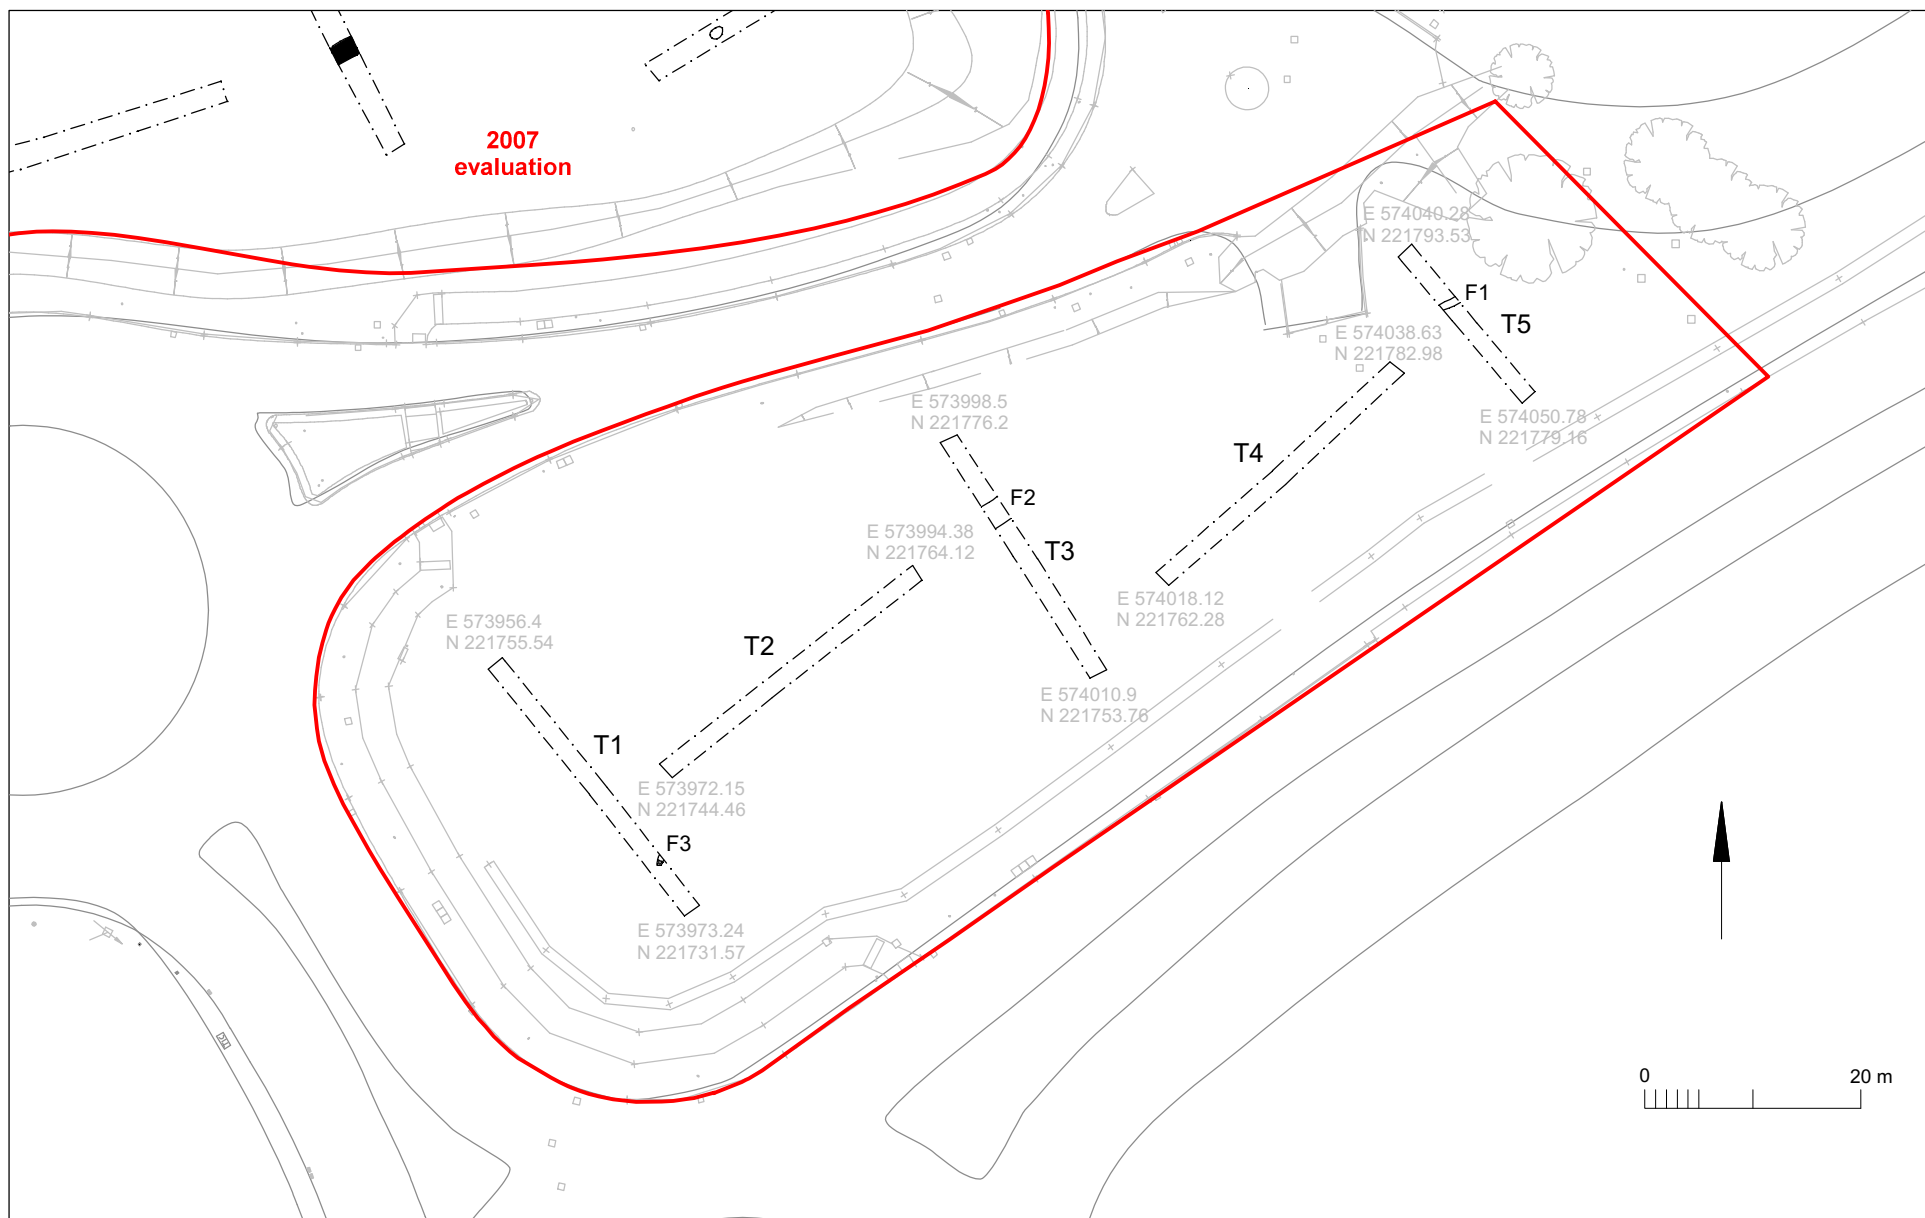 2007
evaluation
E 574040.28
N 221793.53
F1
T5
E 574038.63
N 221782.98
E 573998.5
N 221776.2
E 574050.78
N 221779.16
T4
F2
E 573994.38
N 221764.12
T3
E 574018.12
N 221762.28
E 573956.4
N 221755.54
T2
E 574010.9
N 221753.76
T1
E 573972.15
N 221744.46
F3
E 573973.24
N 221731.57
0 20 m